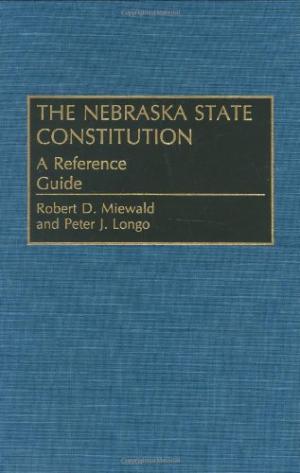 THE NEBRASKA STATE
CONSTITUTION
A Reference
Guide
Robert D. Miewald
and Peter J. Longo